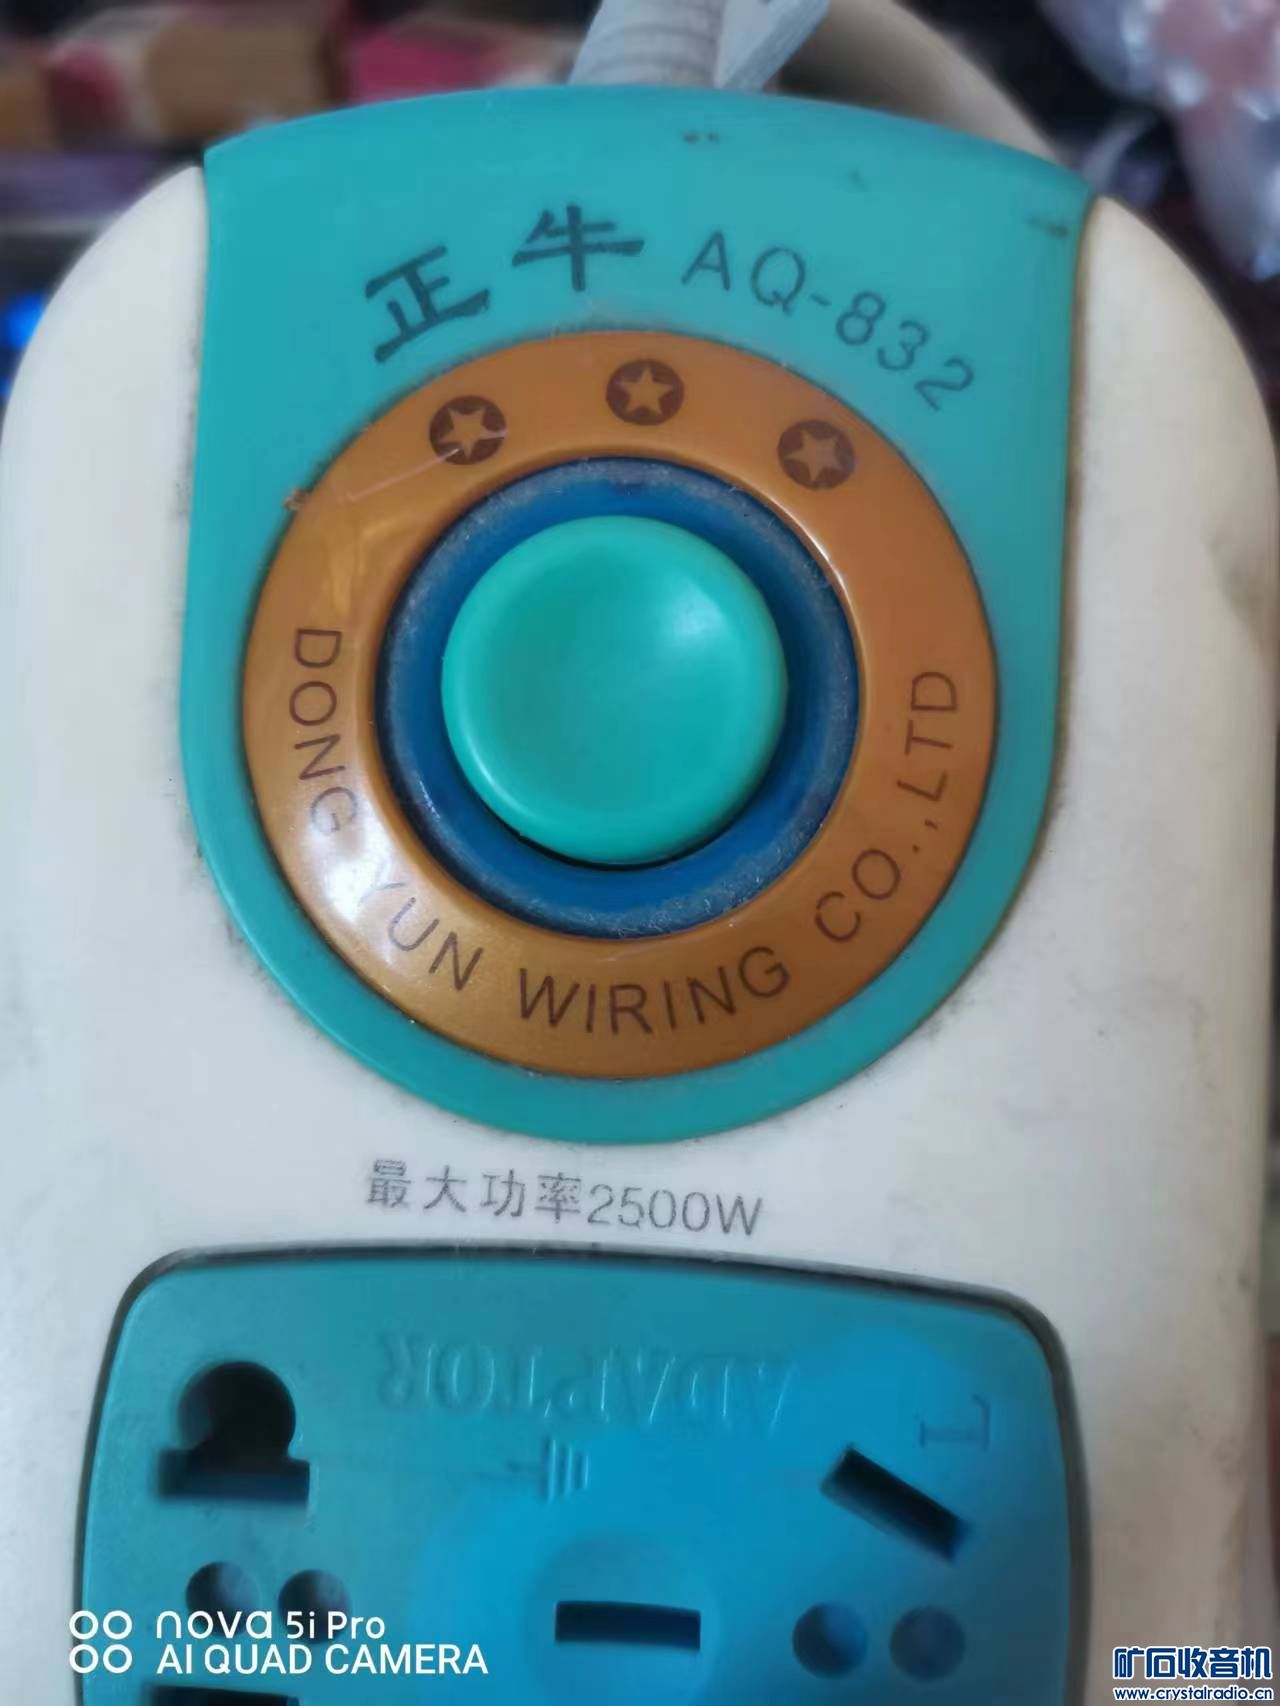 正牛 AQ-832
DONG YUN WIRING CO.,LTD
最大功率2500W
L
nova 5i Pro
AI QUAD CAMERA
矿石收音机
www.crystalradio.cn